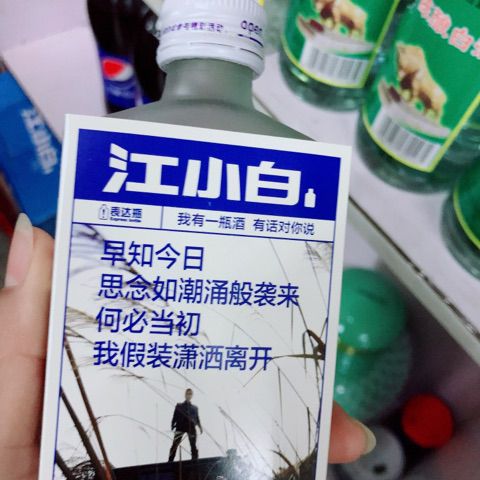 江小白
表达瓶
Express bottle
我有一瓶酒 有话对你说
早知今日
思念如潮涌般袭来
何必当初
我假装潇洒离开